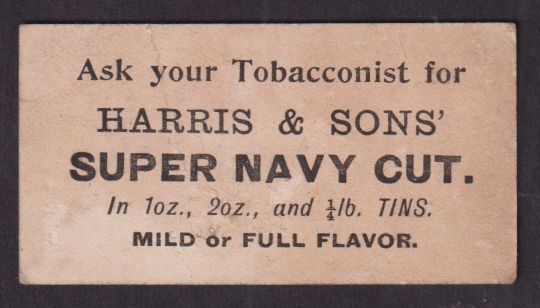 Ask your Tobacconist for
HARRIS & SONS'
SUPER NAVY CUT.
In 1oz., 2oz., and ¼lb. TINS.
MILD or FULL FLAVOR.